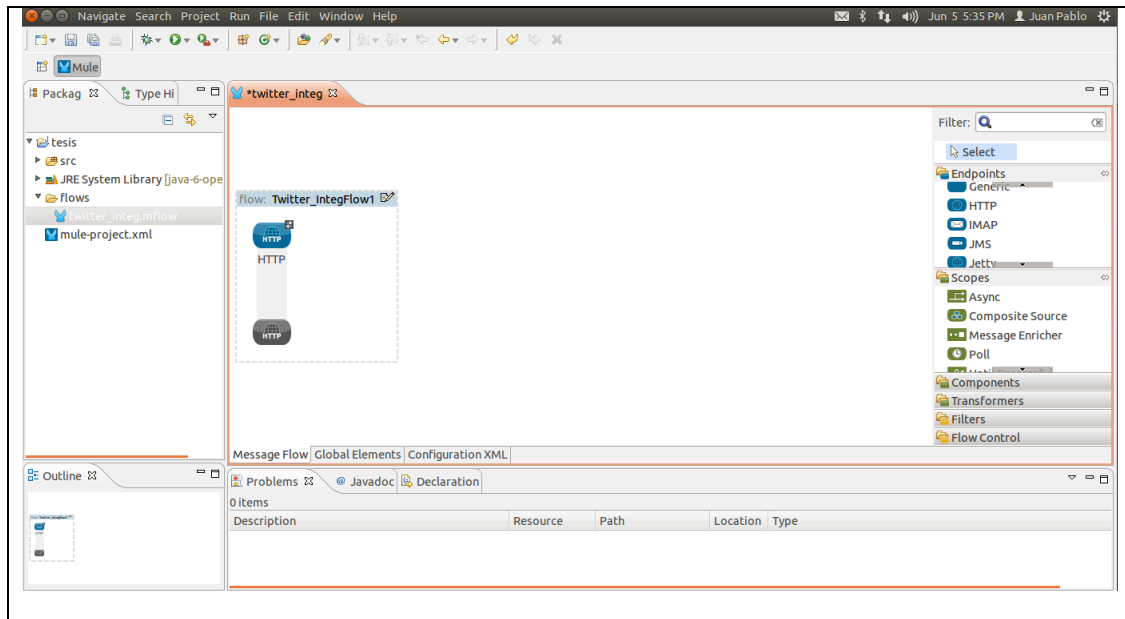 Navigate Search Project Run File Edit Window Help
Jun 5 5:35 PM Juan Pablo
Mule
Packag
Type Hi
*twitter_integ
tesis
src
JRE System Library [java-6-ope
flows
twitter_integ.mflow
mule-project.xml
flow: Twitter_IntegFlow1
HTTP
HTTP
HTTP
Filter:
Select
Endpoints
Generic
HTTP
IMAP
JMS
Jetty
Scopes
Async
Composite Source
Message Enricher
Poll
Components
Transformers
Filters
Flow Control
Message Flow Global Elements Configuration XML
Outline
Problems @ Javadoc Declaration
0 items
Description Resource Path Location Type